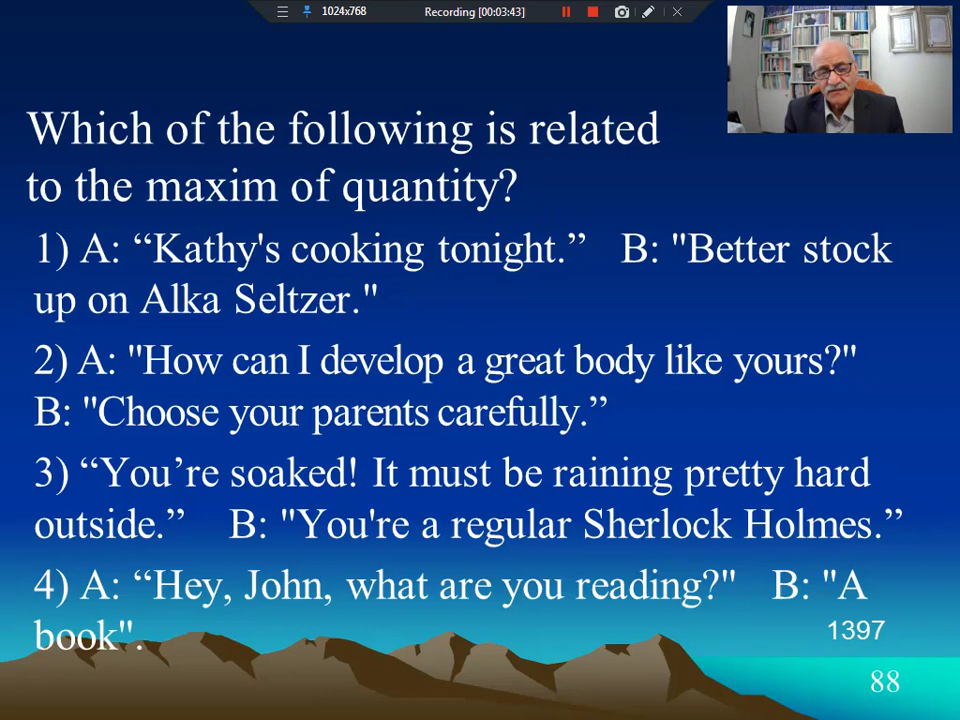 1024x768
Recording [00:03:43]
Which of the following is related
to the maxim of quantity?
1) A: “Kathy's cooking tonight.” B: "Better stock
up on Alka Seltzer."
2) A: "How can I develop a great body like yours?"
B: "Choose your parents carefully.”
3) “You’re soaked! It must be raining pretty hard
outside.” B: "You're a regular Sherlock Holmes.”
4) A: “Hey, John, what are you reading?" B: "A
book".
1397
88